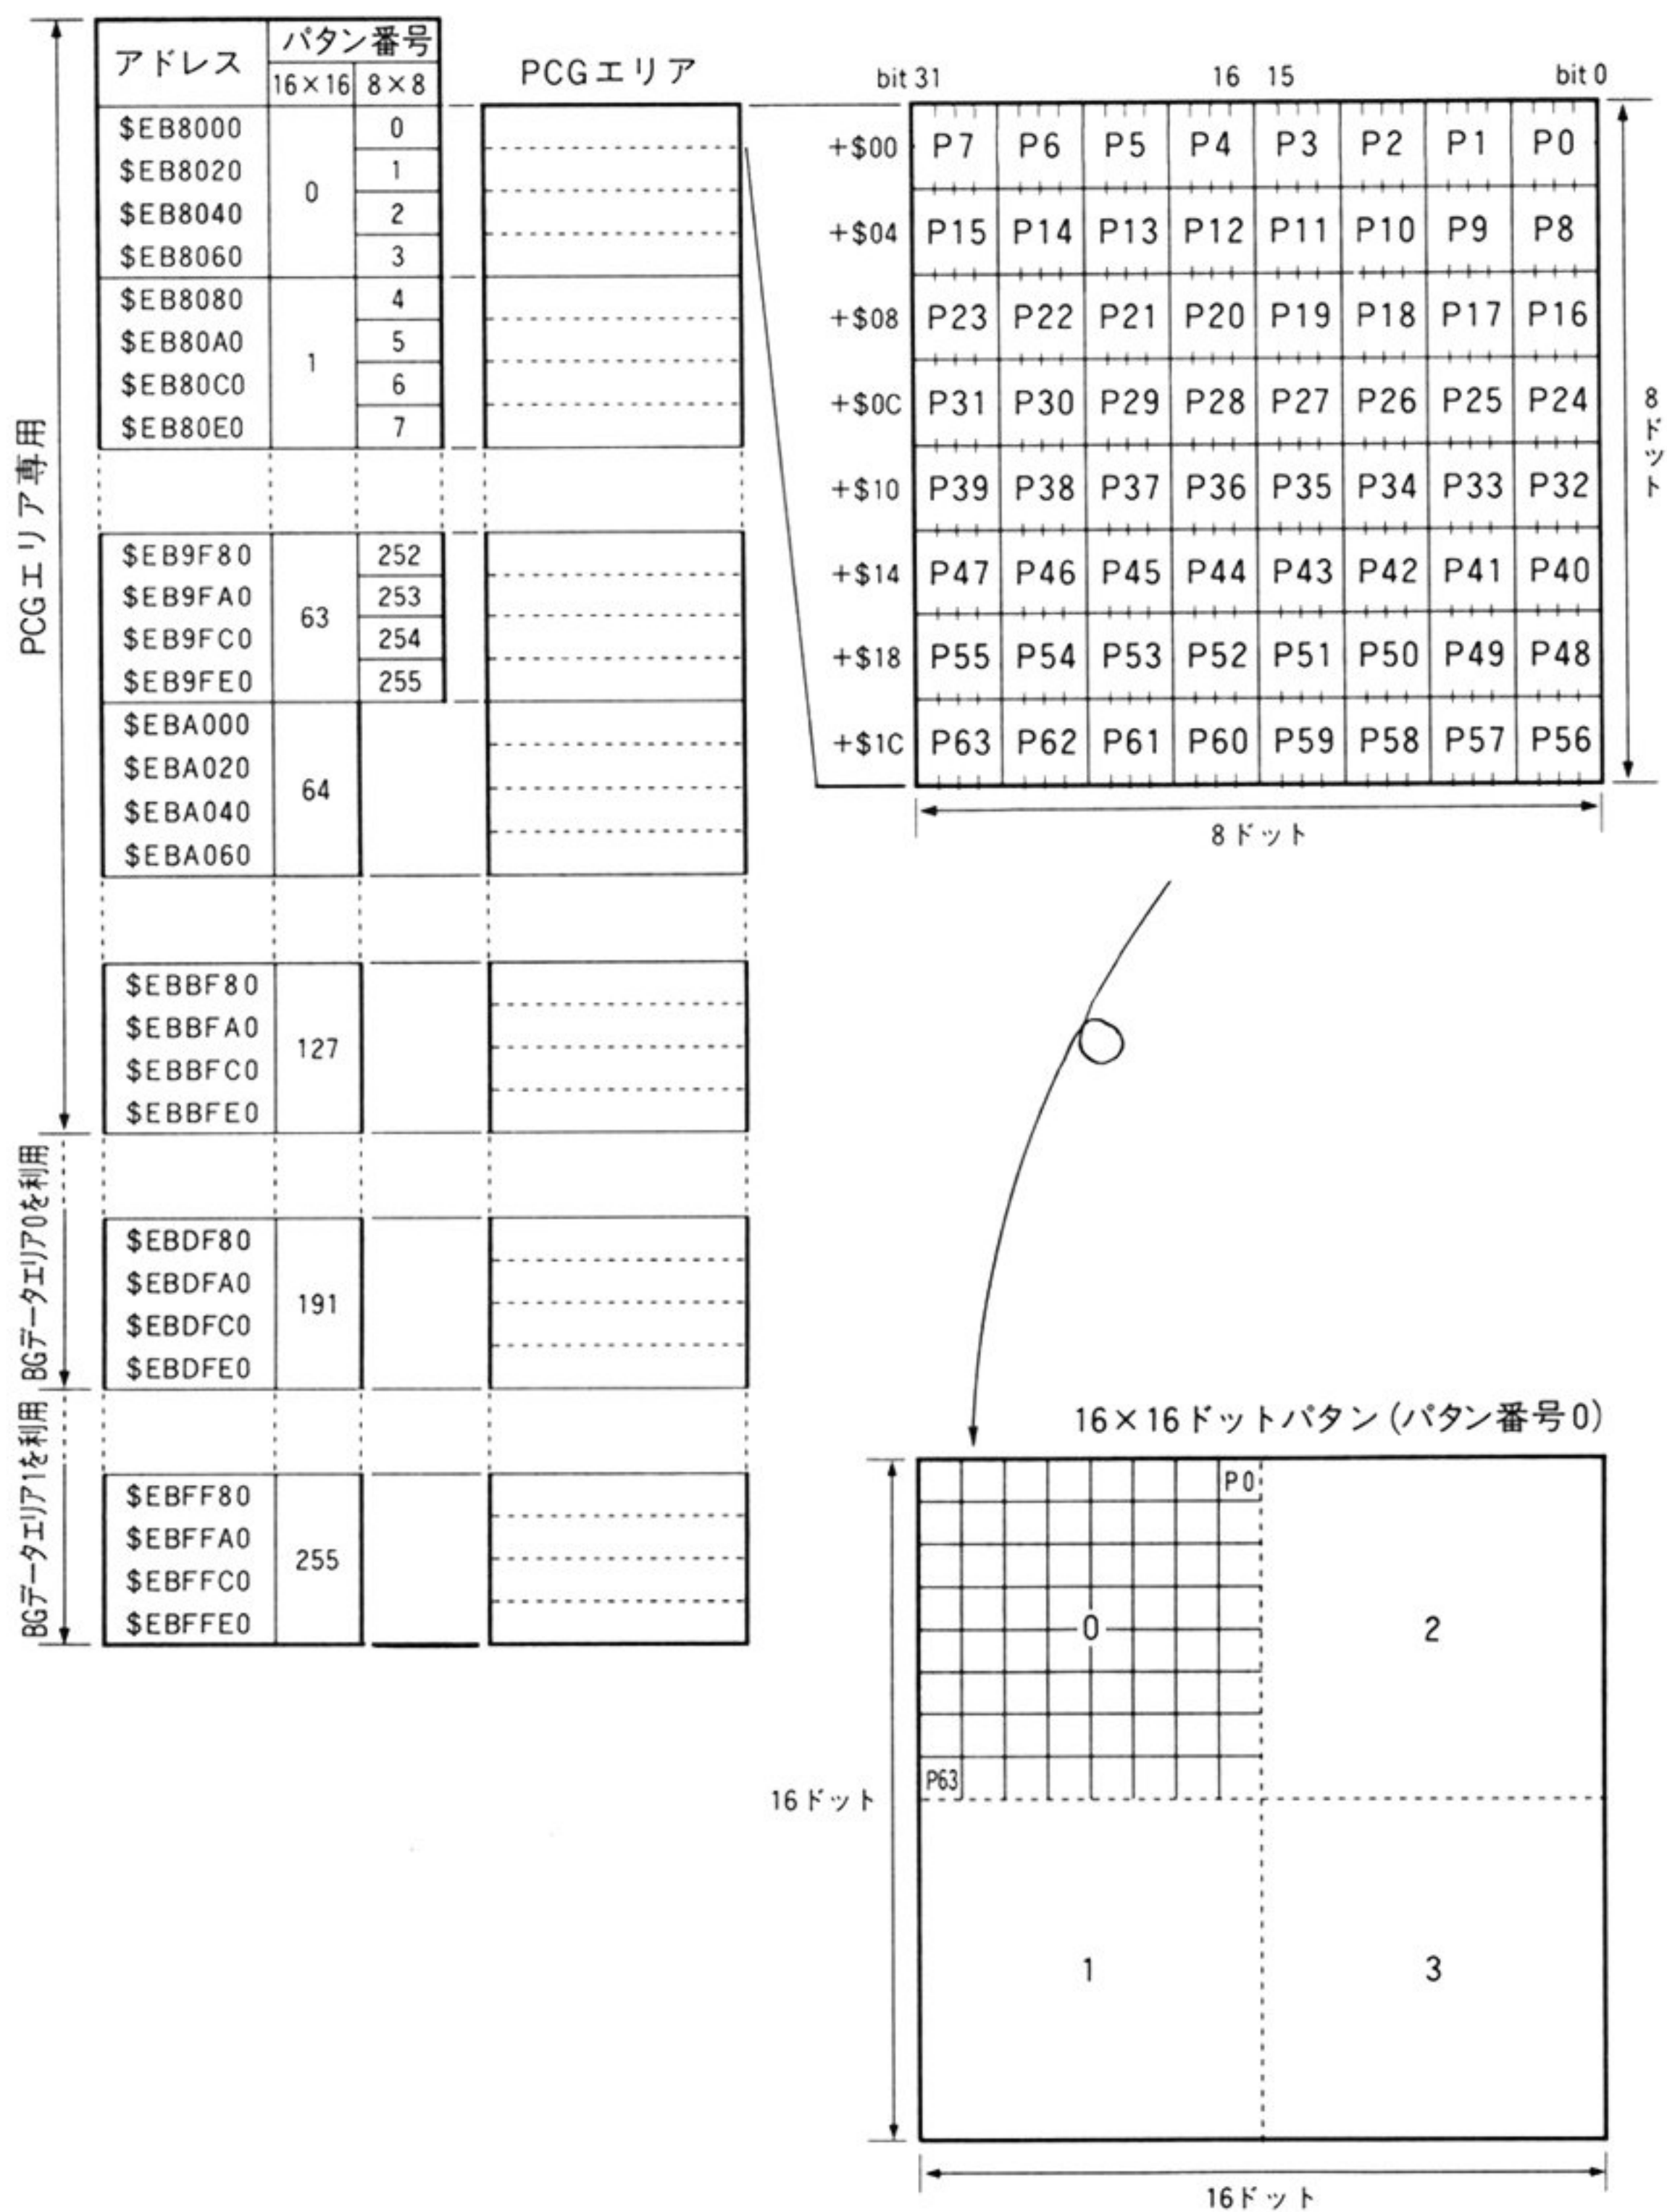 アドレス パタン番号
16×16 8×8
PCGエリア
$EB8000 0 0
$EB8020 1
$EB8040 2
$EB8060 3
$EB8080 1 4
$EB80A0 5
$EB80C0 6
$EB80E0 7
$EB9F80 63 252
$EB9FA0 253
$EB9FC0 254
$EB9FE0 255
$EBA000 64
$EBA020
$EBA040
$EBA060
$EBBF80 127
$EBBFA0
$EBBFC0
$EBBFE0
$EBDF80 191
$EBDFA0
$EBDFC0
$EBDFE0
$EBFF80 255
$EBFFA0
$EBFFC0
$EBFFE0
PCGエリア専用
BGデータエリア0を利用
BGデータエリア1を利用
bit 31 16 15 bit 0
+$00 P7 P6 P5 P4 P3 P2 P1 P0
+$04 P15 P14 P13 P12 P11 P10 P9 P8
+$08 P23 P22 P21 P20 P19 P18 P17 P16
+$0C P31 P30 P29 P28 P27 P26 P25 P24
+$10 P39 P38 P37 P36 P35 P34 P33 P32
+$14 P47 P46 P45 P44 P43 P42 P41 P40
+$18 P55 P54 P53 P52 P51 P50 P49 P48
+$1C P63 P62 P61 P60 P59 P58 P57 P56
8ドット
8ドット
16×16ドットパタン(パタン番号0)
P0
0 2
P63
16ドット
1 3
16ドット